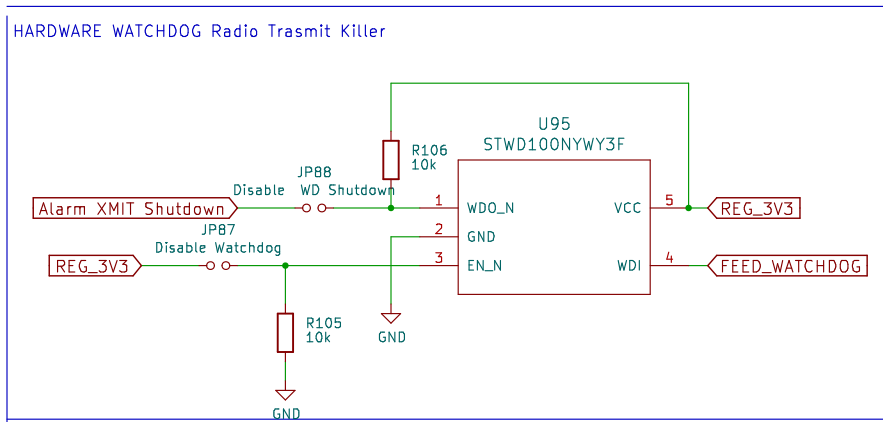 HARDWARE WATCHDOG Radio Trasmit Killer
U95
STWD100NYWY3F
R106
10k
JP88
Disable WD Shutdown
Alarm XMIT Shutdown
1
WDO_N
VCC
5
REG_3V3
JP87
Disable Watchdog
2
GND
REG_3V3
3
EN_N
WDI
4
FEED_WATCHDOG
R105
10k
GND
GND